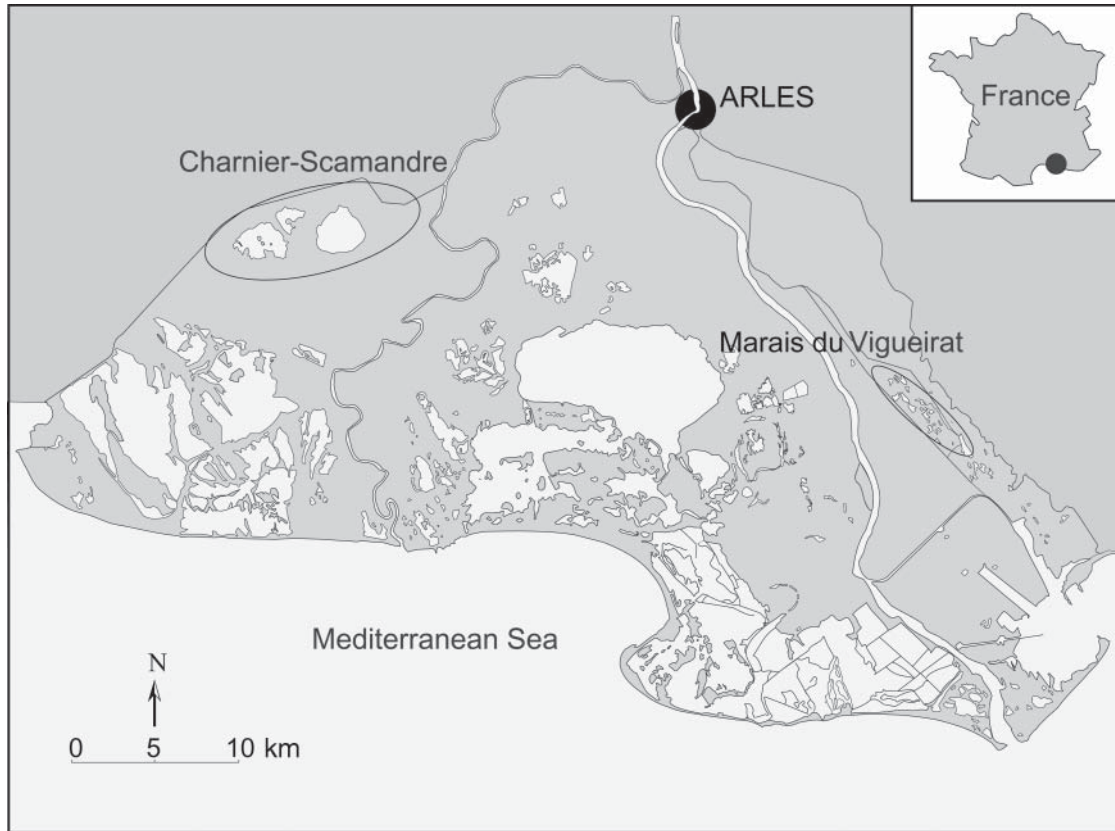 ARLES
France
Charnier-Scamandre
Marais du Vigueirat
Mediterranean Sea
N
0 5 10 km